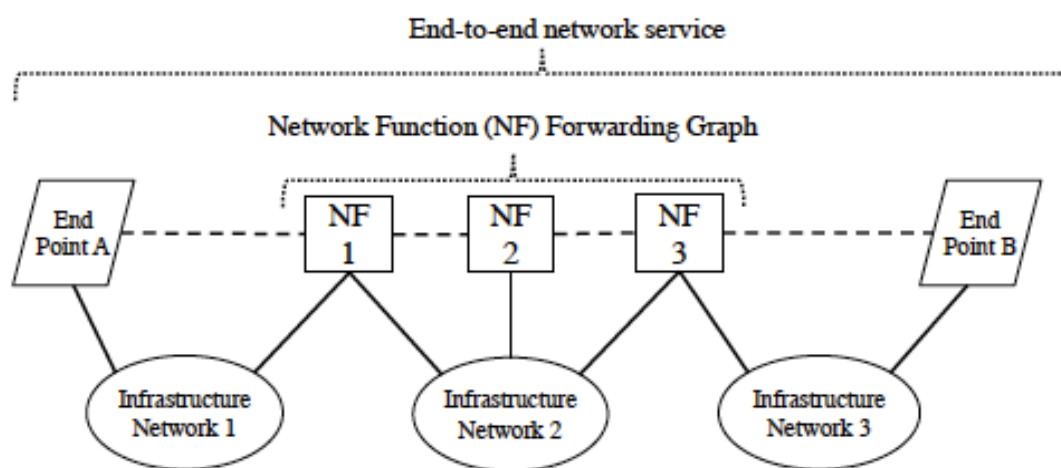 End-to-end network service
Network Function (NF) Forwarding Graph
End
Point A
NF
1
NF
2
NF
3
End
Point B
Infrastructure
Network 1
Infrastructure
Network 2
Infrastructure
Network 3